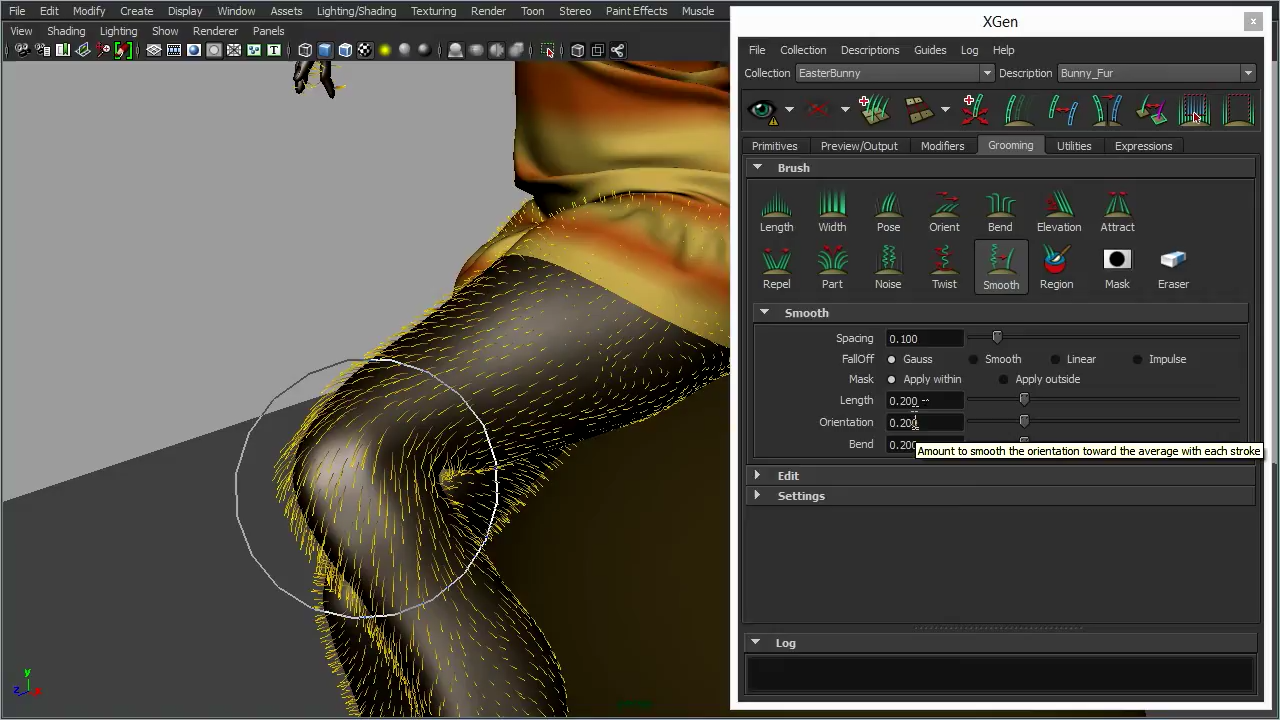 File Edit Modify Create Display Window Assets Lighting/Shading Texturing Render Toon Stereo Paint Effects Muscle
View Shading Lighting Show Renderer Panels
XGen
File Collection Descriptions Guides Log Help
Collection EasterBunny Description Bunny_Fur
Primitives Preview/Output Modifiers Grooming Utilities Expressions
Brush
Length Width Pose Orient Bend Elevation Attract
Repel Part Noise Twist Smooth Region Mask Eraser
Smooth
Spacing 0.100
FallOff Gauss Smooth Linear Impulse
Mask Apply within Apply outside
Length 0.200
Orientation 0.200
Bend 0.200
Amount to smooth the orientation toward the average with each stroke
Edit
Settings
Log
y
z x